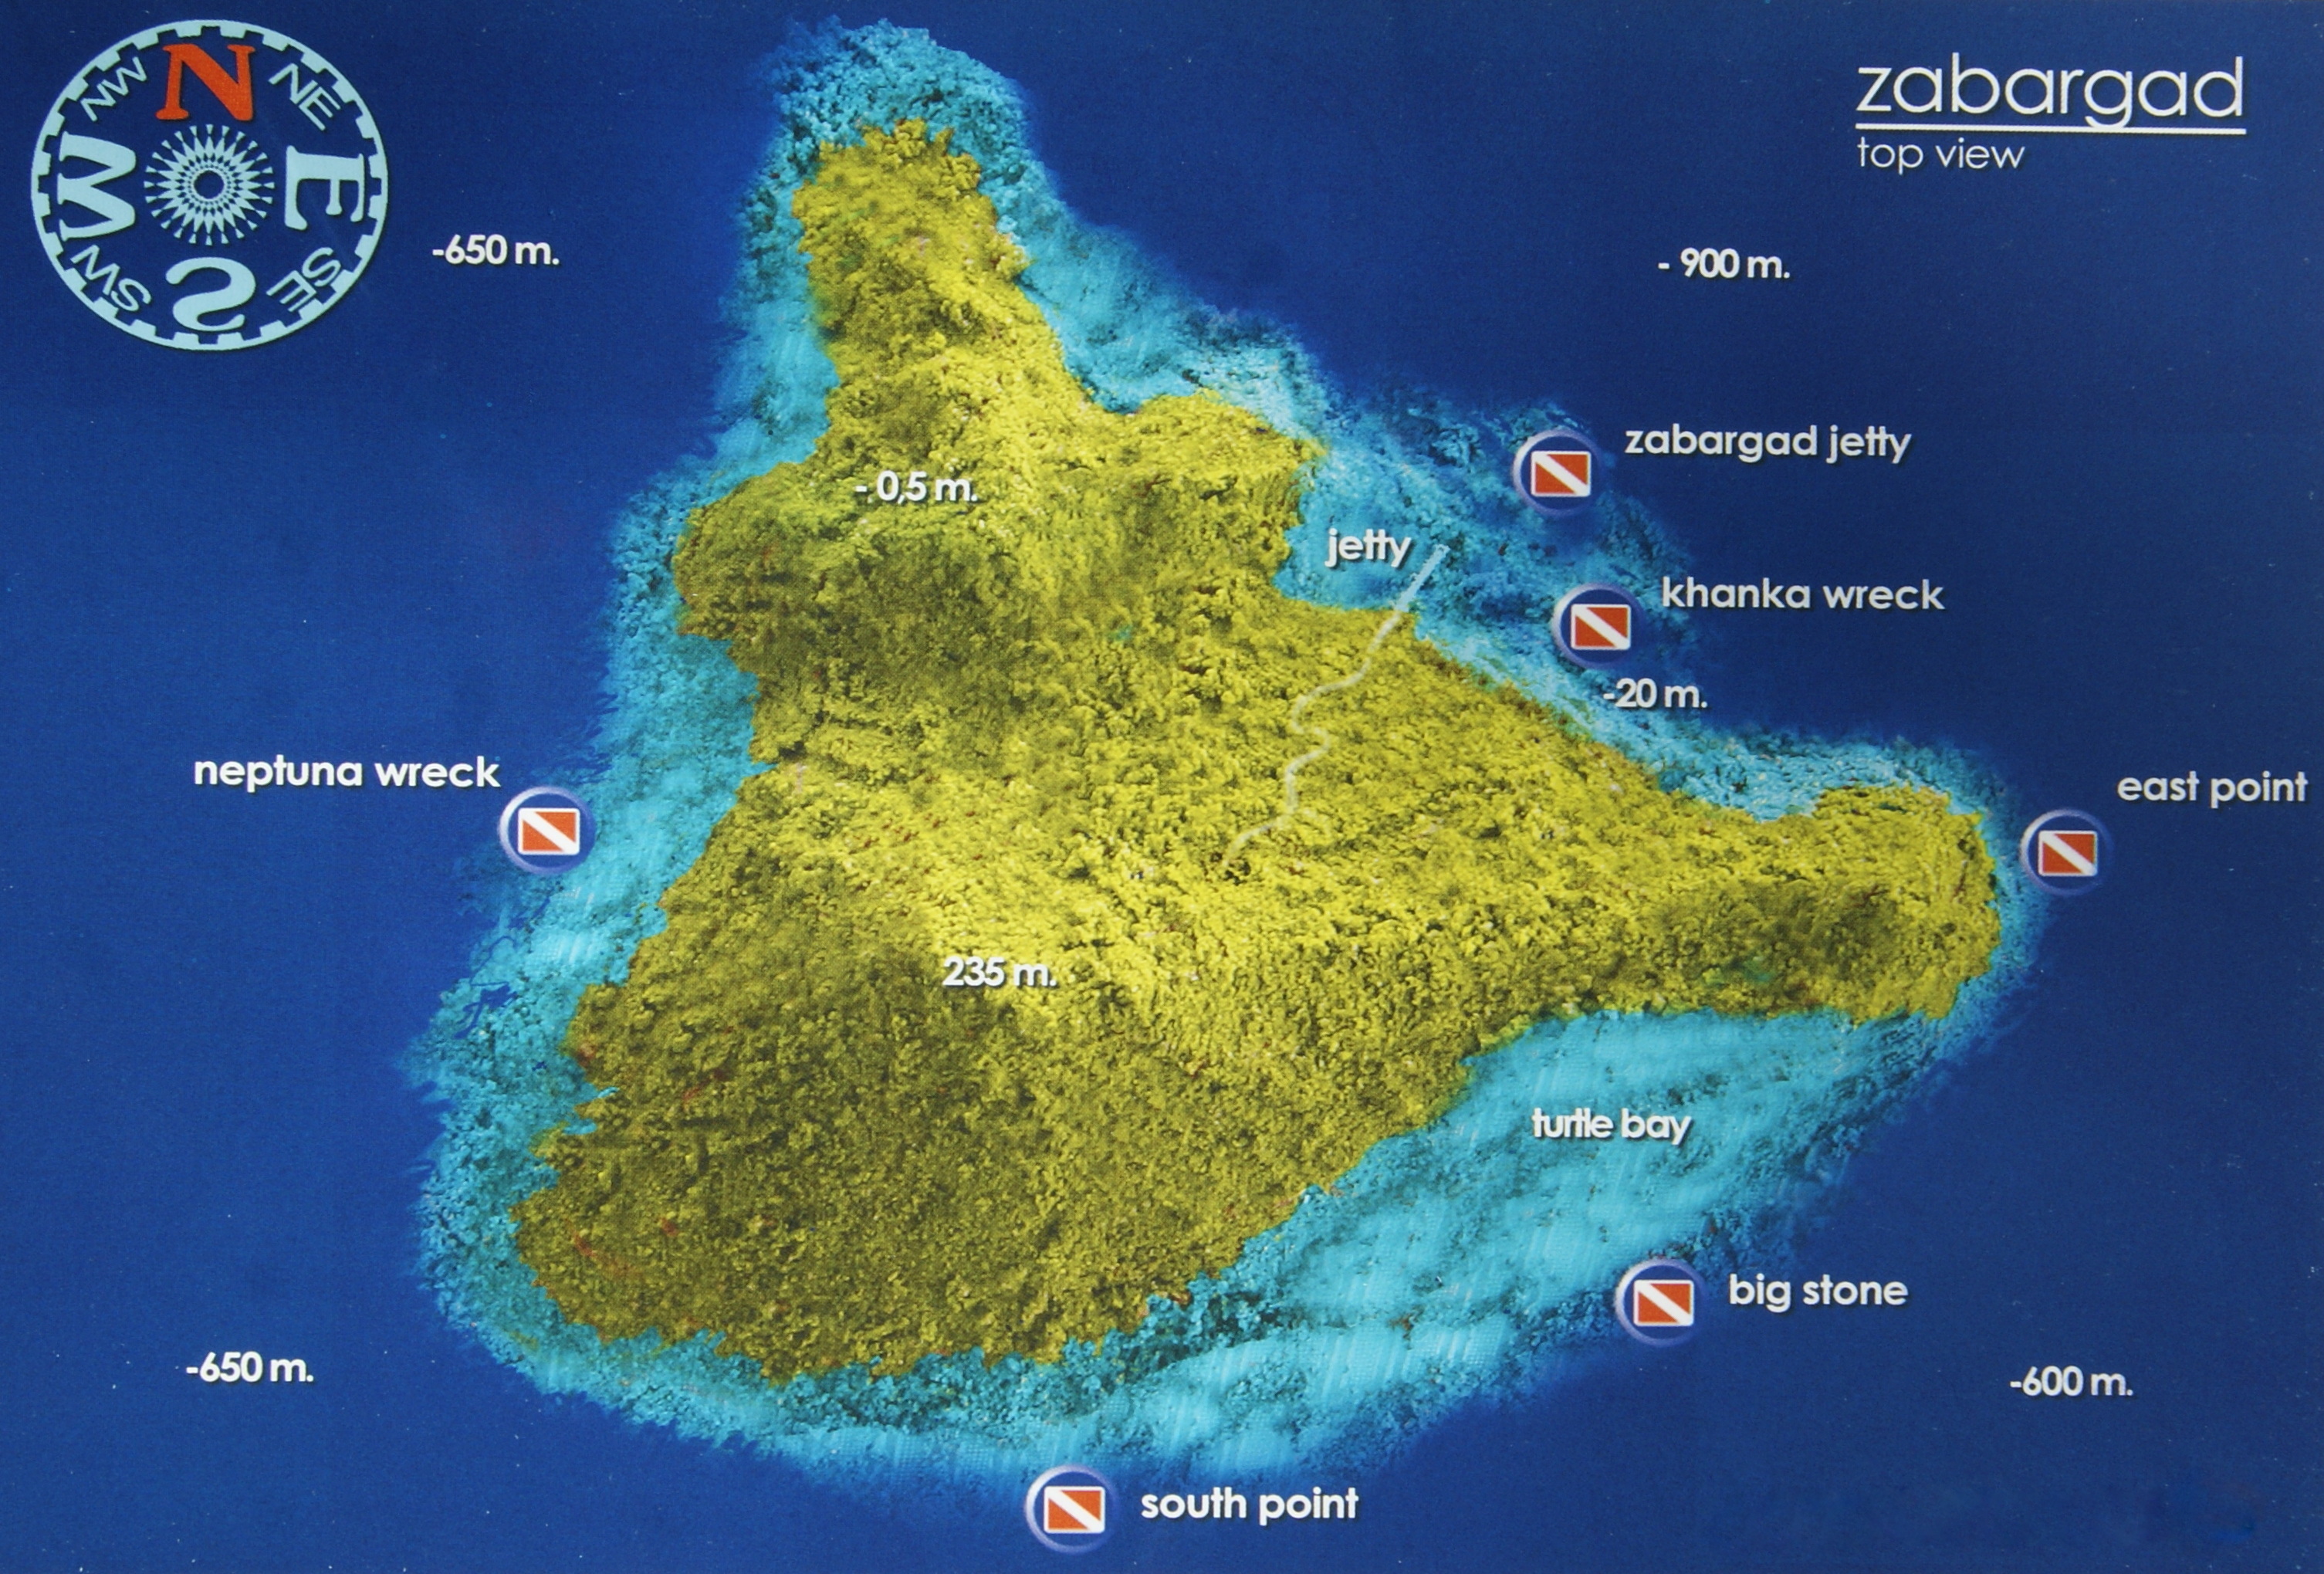 N
NE
E
SE
S
SW
W
NW
zabargad
top view
-650 m.
- 900 m.
zabargad jetty
- 0,5 m.
jetty
khanka wreck
-20 m.
neptuna wreck
east point
235 m.
turtle bay
big stone
-650 m.
-600 m.
south point